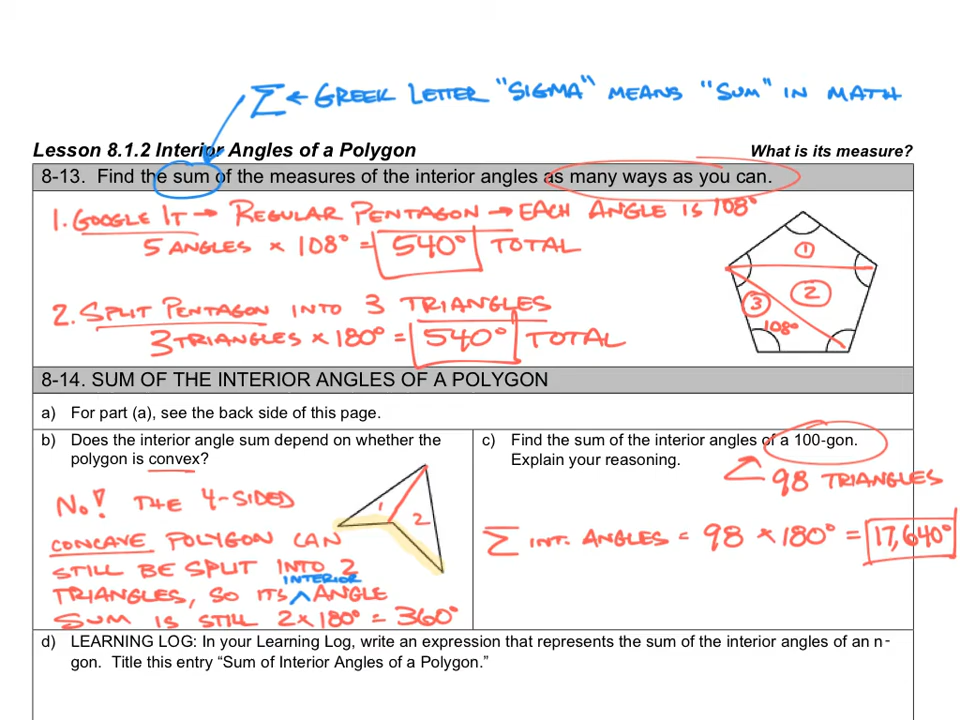 Σ ← GREEK LETTER "SIGMA" MEANS "SUM" IN MATH
Lesson 8.1.2 Interior Angles of a Polygon
What is its measure?
8-13. Find the sum of the measures of the interior angles as many ways as you can.
1. GOOGLE IT → REGULAR PENTAGON → EACH ANGLE IS 108°
5 ANGLES × 108° = 540° TOTAL
1
2
3
108°
2. SPLIT PENTAGON INTO 3 TRIANGLES
3 TRIANGLES × 180° = 540° TOTAL
8-14. SUM OF THE INTERIOR ANGLES OF A POLYGON
a) For part (a), see the back side of this page.
b) Does the interior angle sum depend on whether the
polygon is convex?
NO! THE 4-SIDED
CONCAVE POLYGON CAN
STILL BE SPLIT INTO 2
INTERIOR
TRIANGLES, SO ITS ^ ANGLE
SUM IS STILL 2 × 180° = 360°
1
2
c) Find the sum of the interior angles of a 100-gon.
Explain your reasoning.
98 TRIANGLES
Σ INT. ANGLES = 98 × 180° = 17,640°
d) LEARNING LOG: In your Learning Log, write an expression that represents the sum of the interior angles of an n-
gon. Title this entry “Sum of Interior Angles of a Polygon.”